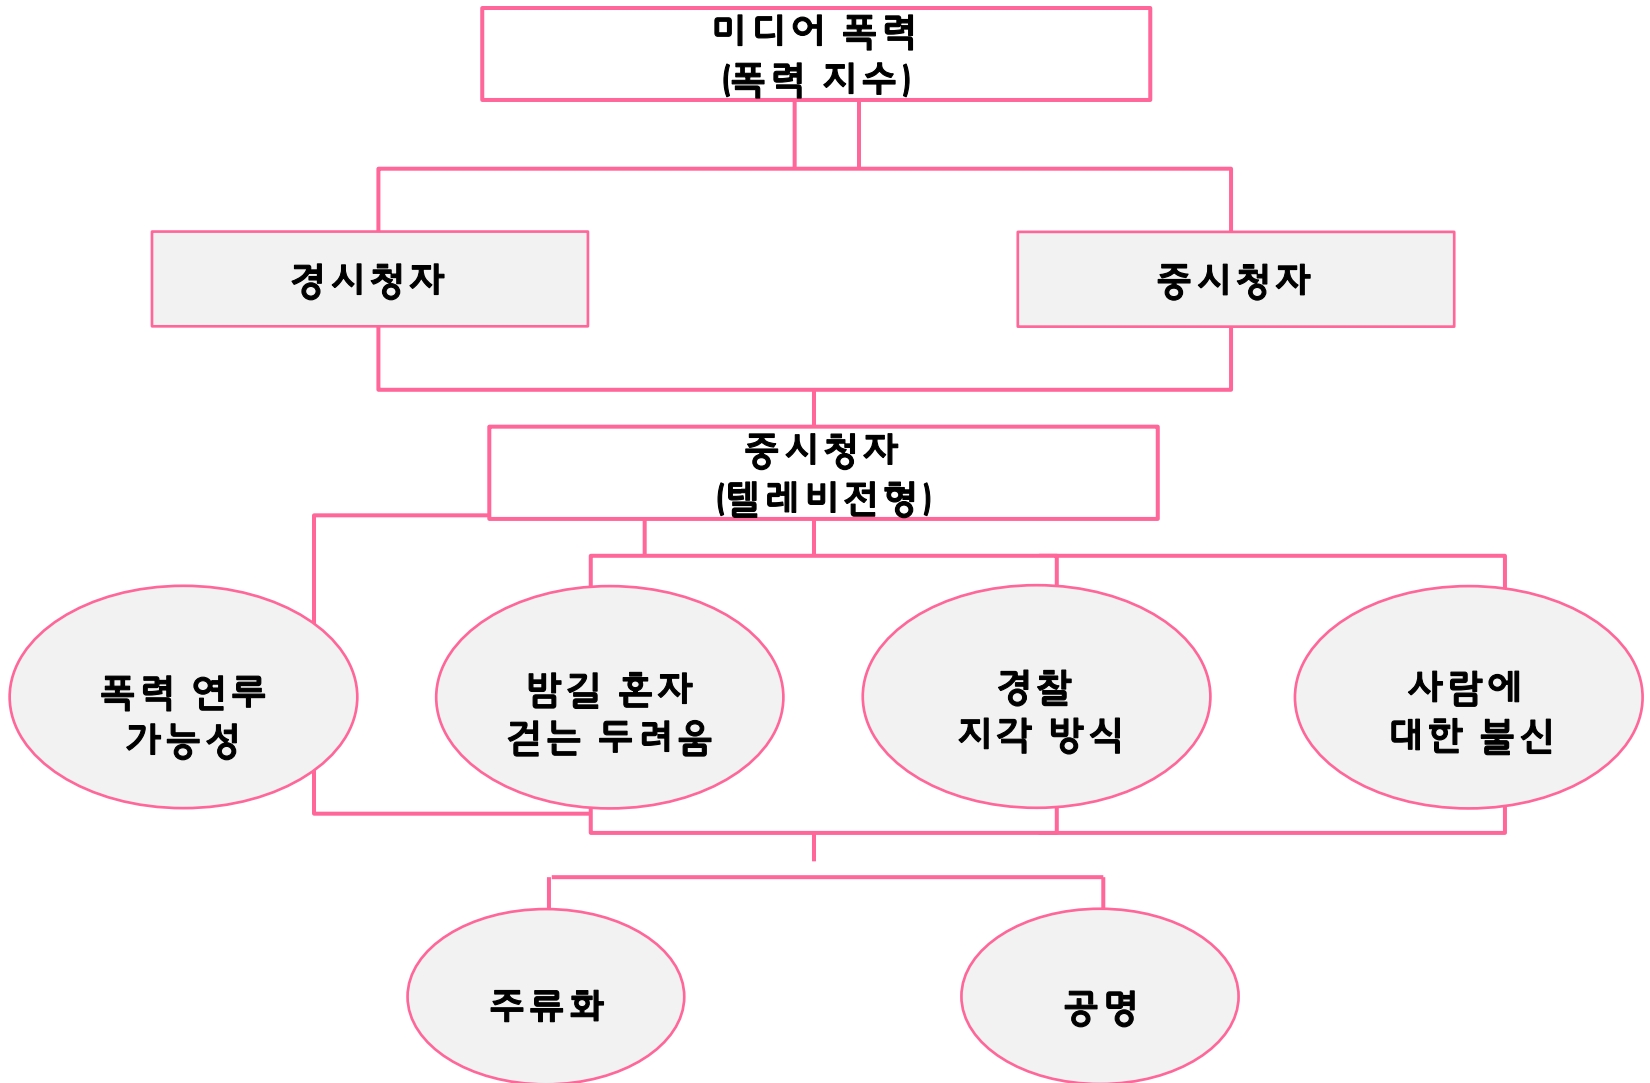 미디어 폭력
(폭력 지수)
경시청자
중시청자
중시청자
(텔레비전형)
폭력 연루
가능성
밤길 혼자
걷는 두려움
경찰
지각 방식
사람에
대한 불신
주류화
공명